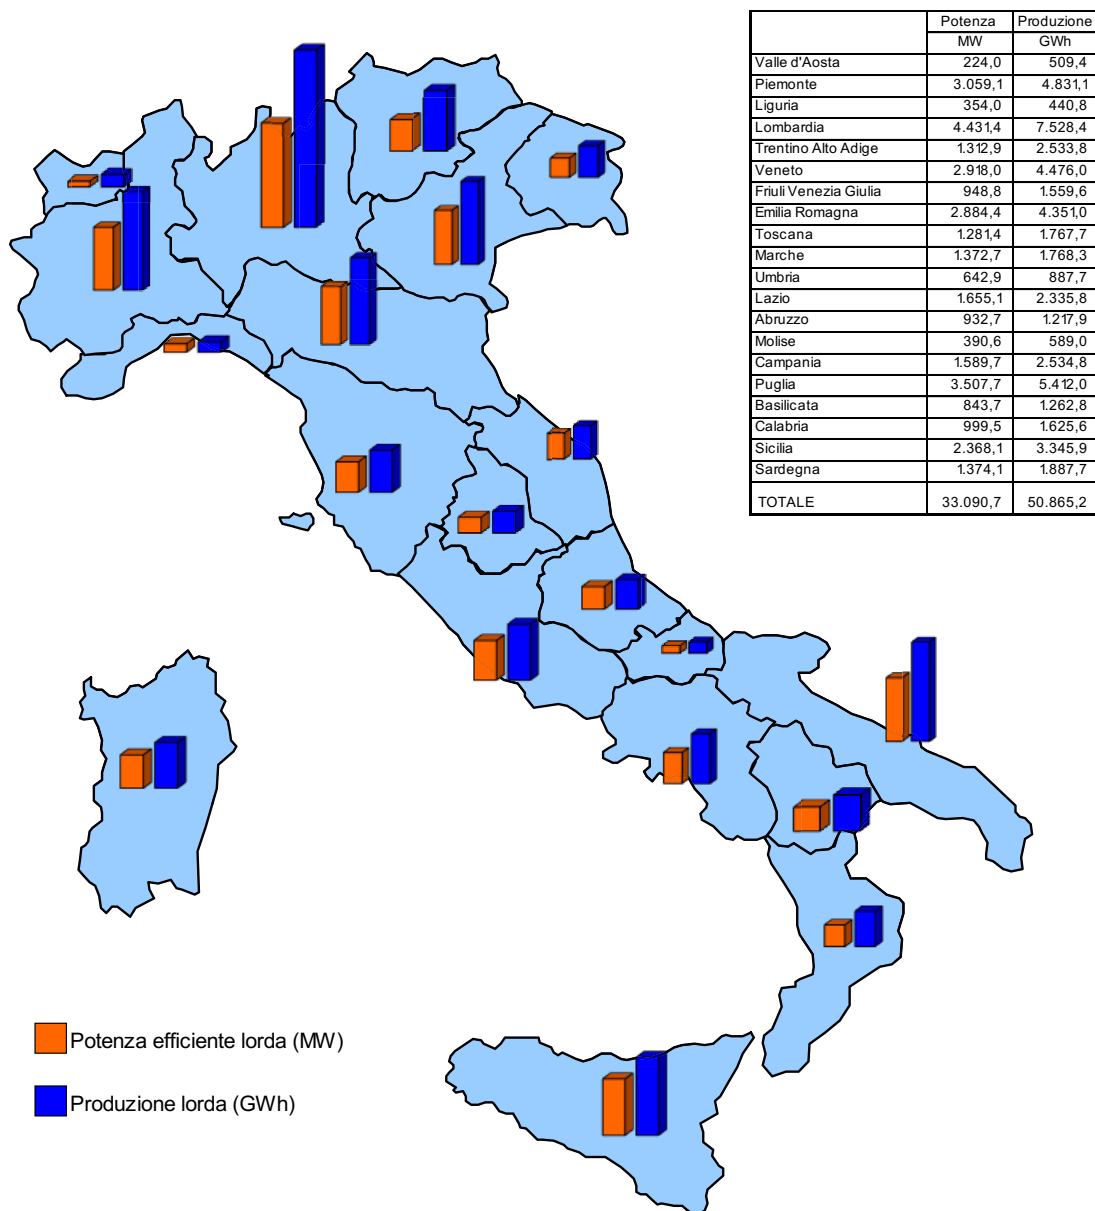 Potenza Produzione
MW GWh
Valle d'Aosta 224,0 509,4
Piemonte 3.059,1 4.831,1
Liguria 354,0 440,8
Lombardia 4.431,4 7.528,4
Trentino Alto Adige 1.312,9 2.533,8
Veneto 2.918,0 4.476,0
Friuli Venezia Giulia 948,8 1.559,6
Emilia Romagna 2.884,4 4.351,0
Toscana 1.281,4 1.767,7
Marche 1.372,7 1.768,3
Umbria 642,9 887,7
Lazio 1.655,1 2.335,8
Abruzzo 932,7 1.217,9
Molise 390,6 589,0
Campania 1.589,7 2.534,8
Puglia 3.507,7 5.412,0
Basilicata 843,7 1.262,8
Calabria 999,5 1.625,6
Sicilia 2.368,1 3.345,9
Sardegna 1.374,1 1.887,7
TOTALE 33.090,7 50.865,2
Potenza efficiente lorda (MW)
Produzione lorda (GWh)